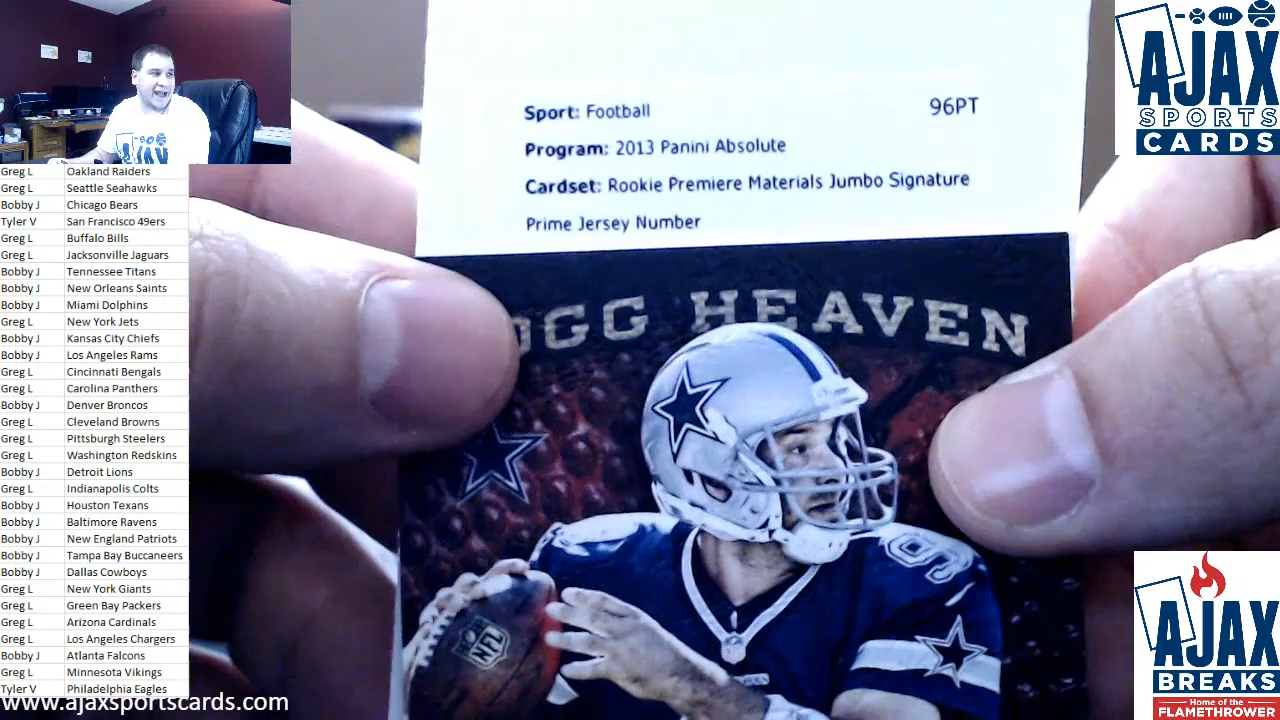 AJAX
SPORTS
CARDS
Sport: Football
96PT
Program: 2013 Panini Absolute
Cardset: Rookie Premiere Materials Jumbo Signature
Prime Jersey Number
HEAVEN
9
NFL
AJAX
Greg L Oakland Raiders
Greg L Seattle Seahawks
Bobby J Chicago Bears
Tyler V San Francisco 49ers
Greg L Buffalo Bills
Greg L Jacksonville Jaguars
Bobby J Tennessee Titans
Bobby J New Orleans Saints
Bobby J Miami Dolphins
Greg L New York Jets
Bobby J Kansas City Chiefs
Bobby J Los Angeles Rams
Greg L Cincinnati Bengals
Greg L Carolina Panthers
Bobby J Denver Broncos
Greg L Cleveland Browns
Greg L Pittsburgh Steelers
Greg L Washington Redskins
Bobby J Detroit Lions
Greg L Indianapolis Colts
Bobby J Houston Texans
Bobby J Baltimore Ravens
Bobby J New England Patriots
Bobby J Tampa Bay Buccaneers
Bobby J Dallas Cowboys
Greg L New York Giants
Greg L Green Bay Packers
Greg L Arizona Cardinals
Greg L Los Angeles Chargers
Bobby J Atlanta Falcons
Greg L Minnesota Vikings
Tyler V Philadelphia Eagles
www.ajaxsportscards.com
AJAX
BREAKS
Home of the
FLAMETHROWER